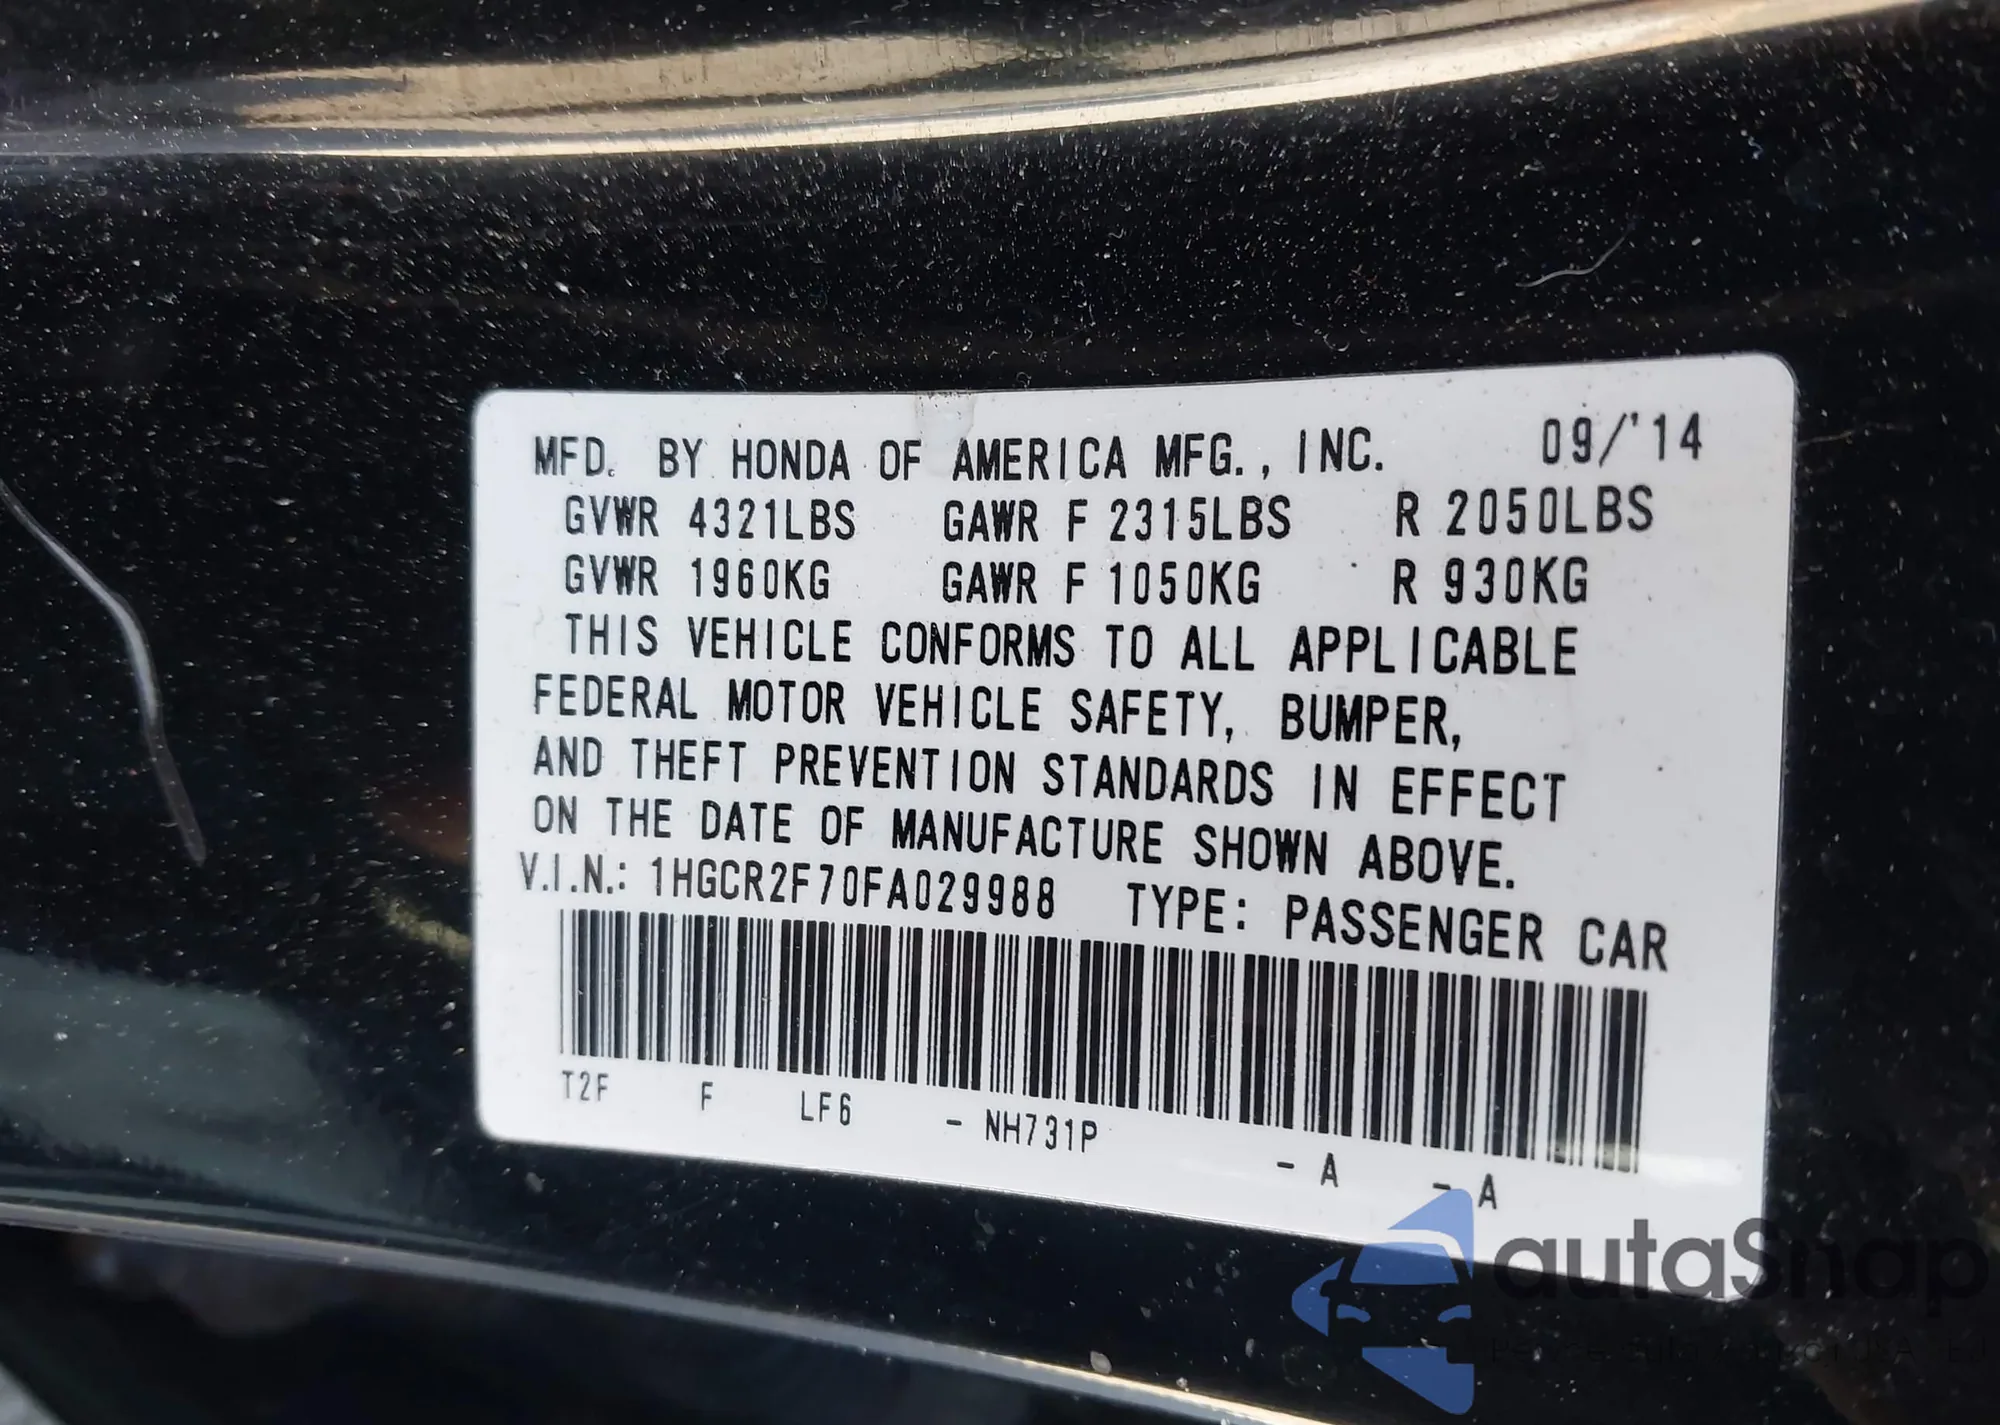 MFD. BY HONDA OF AMERICA MFG., INC. 09/'14
GVWR 4321LBS GAWR F 2315LBS R 2050LBS
GVWR 1960KG GAWR F 1050KG R 930KG
THIS VEHICLE CONFORMS TO ALL APPLICABLE
FEDERAL MOTOR VEHICLE SAFETY, BUMPER,
AND THEFT PREVENTION STANDARDS IN EFFECT
ON THE DATE OF MANUFACTURE SHOWN ABOVE.
V.I.N.: 1HGCR2F70FA029988 TYPE: PASSENGER CAR
T2F F LF6 - NH731P - A - A
autaSnap